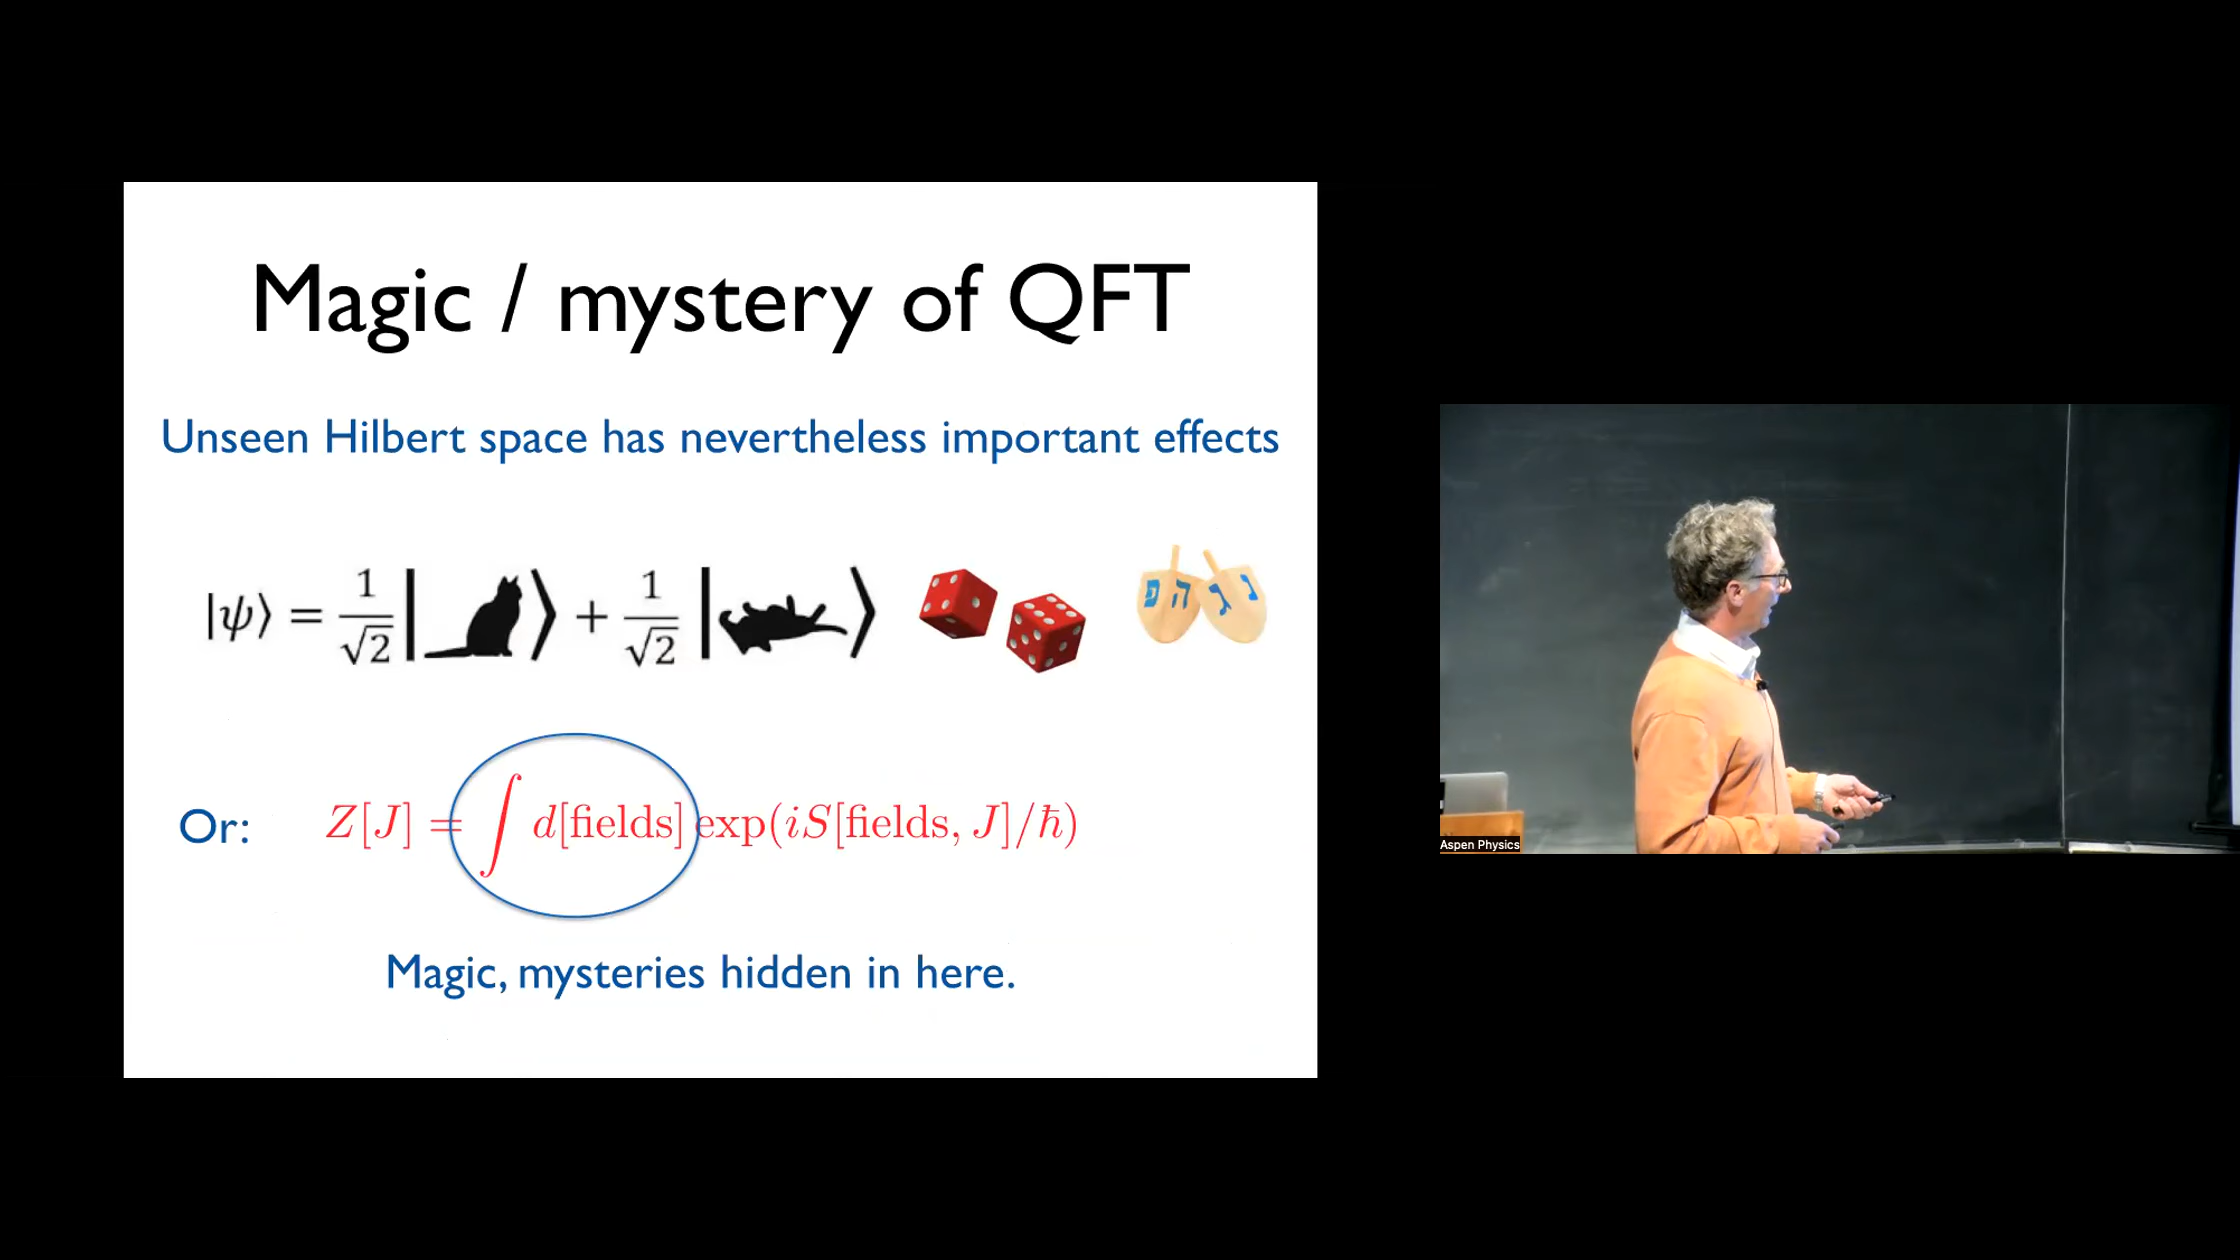 Magic / mystery of QFT
Unseen Hilbert space has nevertheless important effects
|ψ⟩ = 1/√2 | ⟩ + 1/√2 | ⟩
פ ה ג נ
Or: Z[J] = ∫ d[fields] exp(iS[fields, J]/ħ)
Magic, mysteries hidden in here.
Aspen Physics